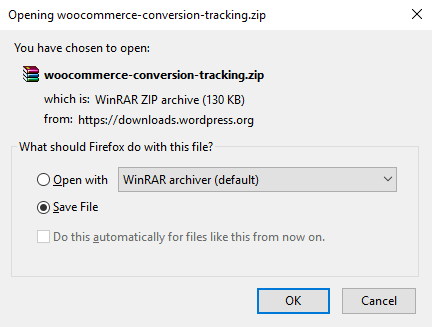 Opening woocommerce-conversion-tracking.zip
You have chosen to open:
woocommerce-conversion-tracking.zip
which is: WinRAR ZIP archive (130 KB)
from: https://downloads.wordpress.org
What should Firefox do with this file?
Open with WinRAR archiver (default)
Save File
Do this automatically for files like this from now on.
OK Cancel